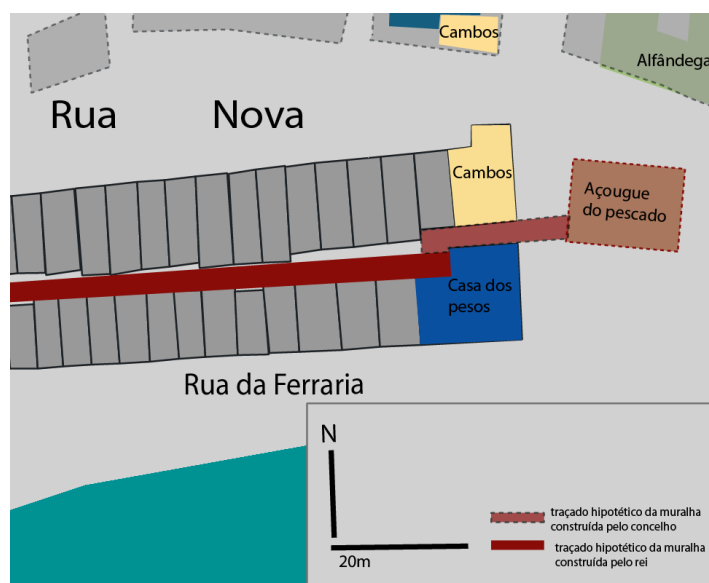 Cambos
Alfândega
Rua Nova
Cambos
Açougue
do pescado
Casa dos
pesos
Rua da Ferraria
N
20m
traçado hipotético da muralha
construída pelo concelho
traçado hipotético da muralha
construída pelo rei